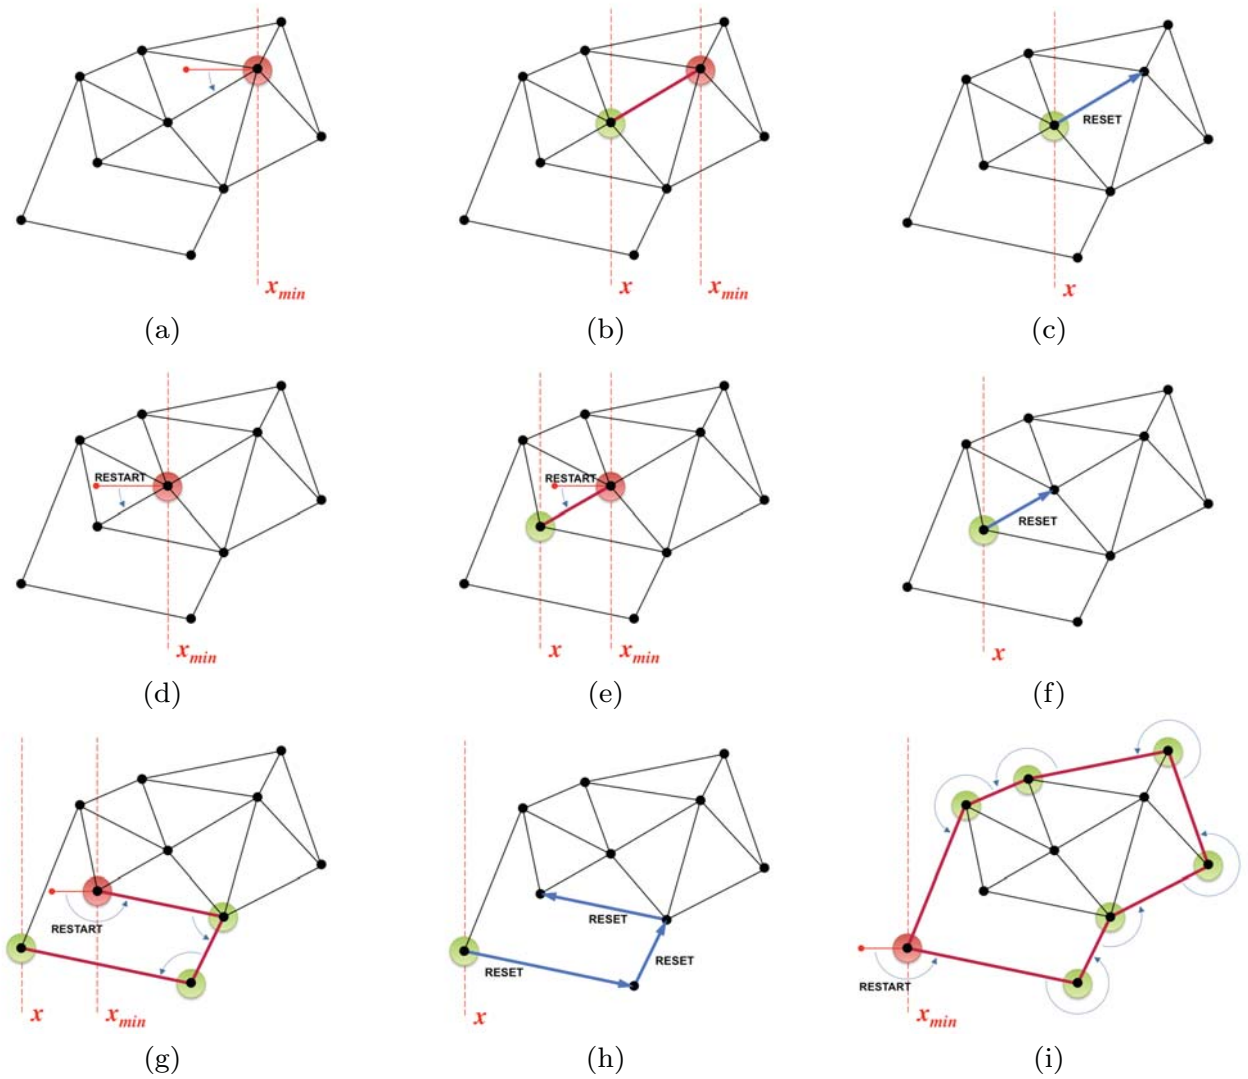 x_min
(a)
x x_min
(b)
RESET
x
(c)
RESTART
x_min
(d)
RESTART
x x_min
(e)
RESET
x
(f)
RESTART
x x_min
(g)
RESET
RESET
RESET
x
(h)
RESTART
x_min
(i)